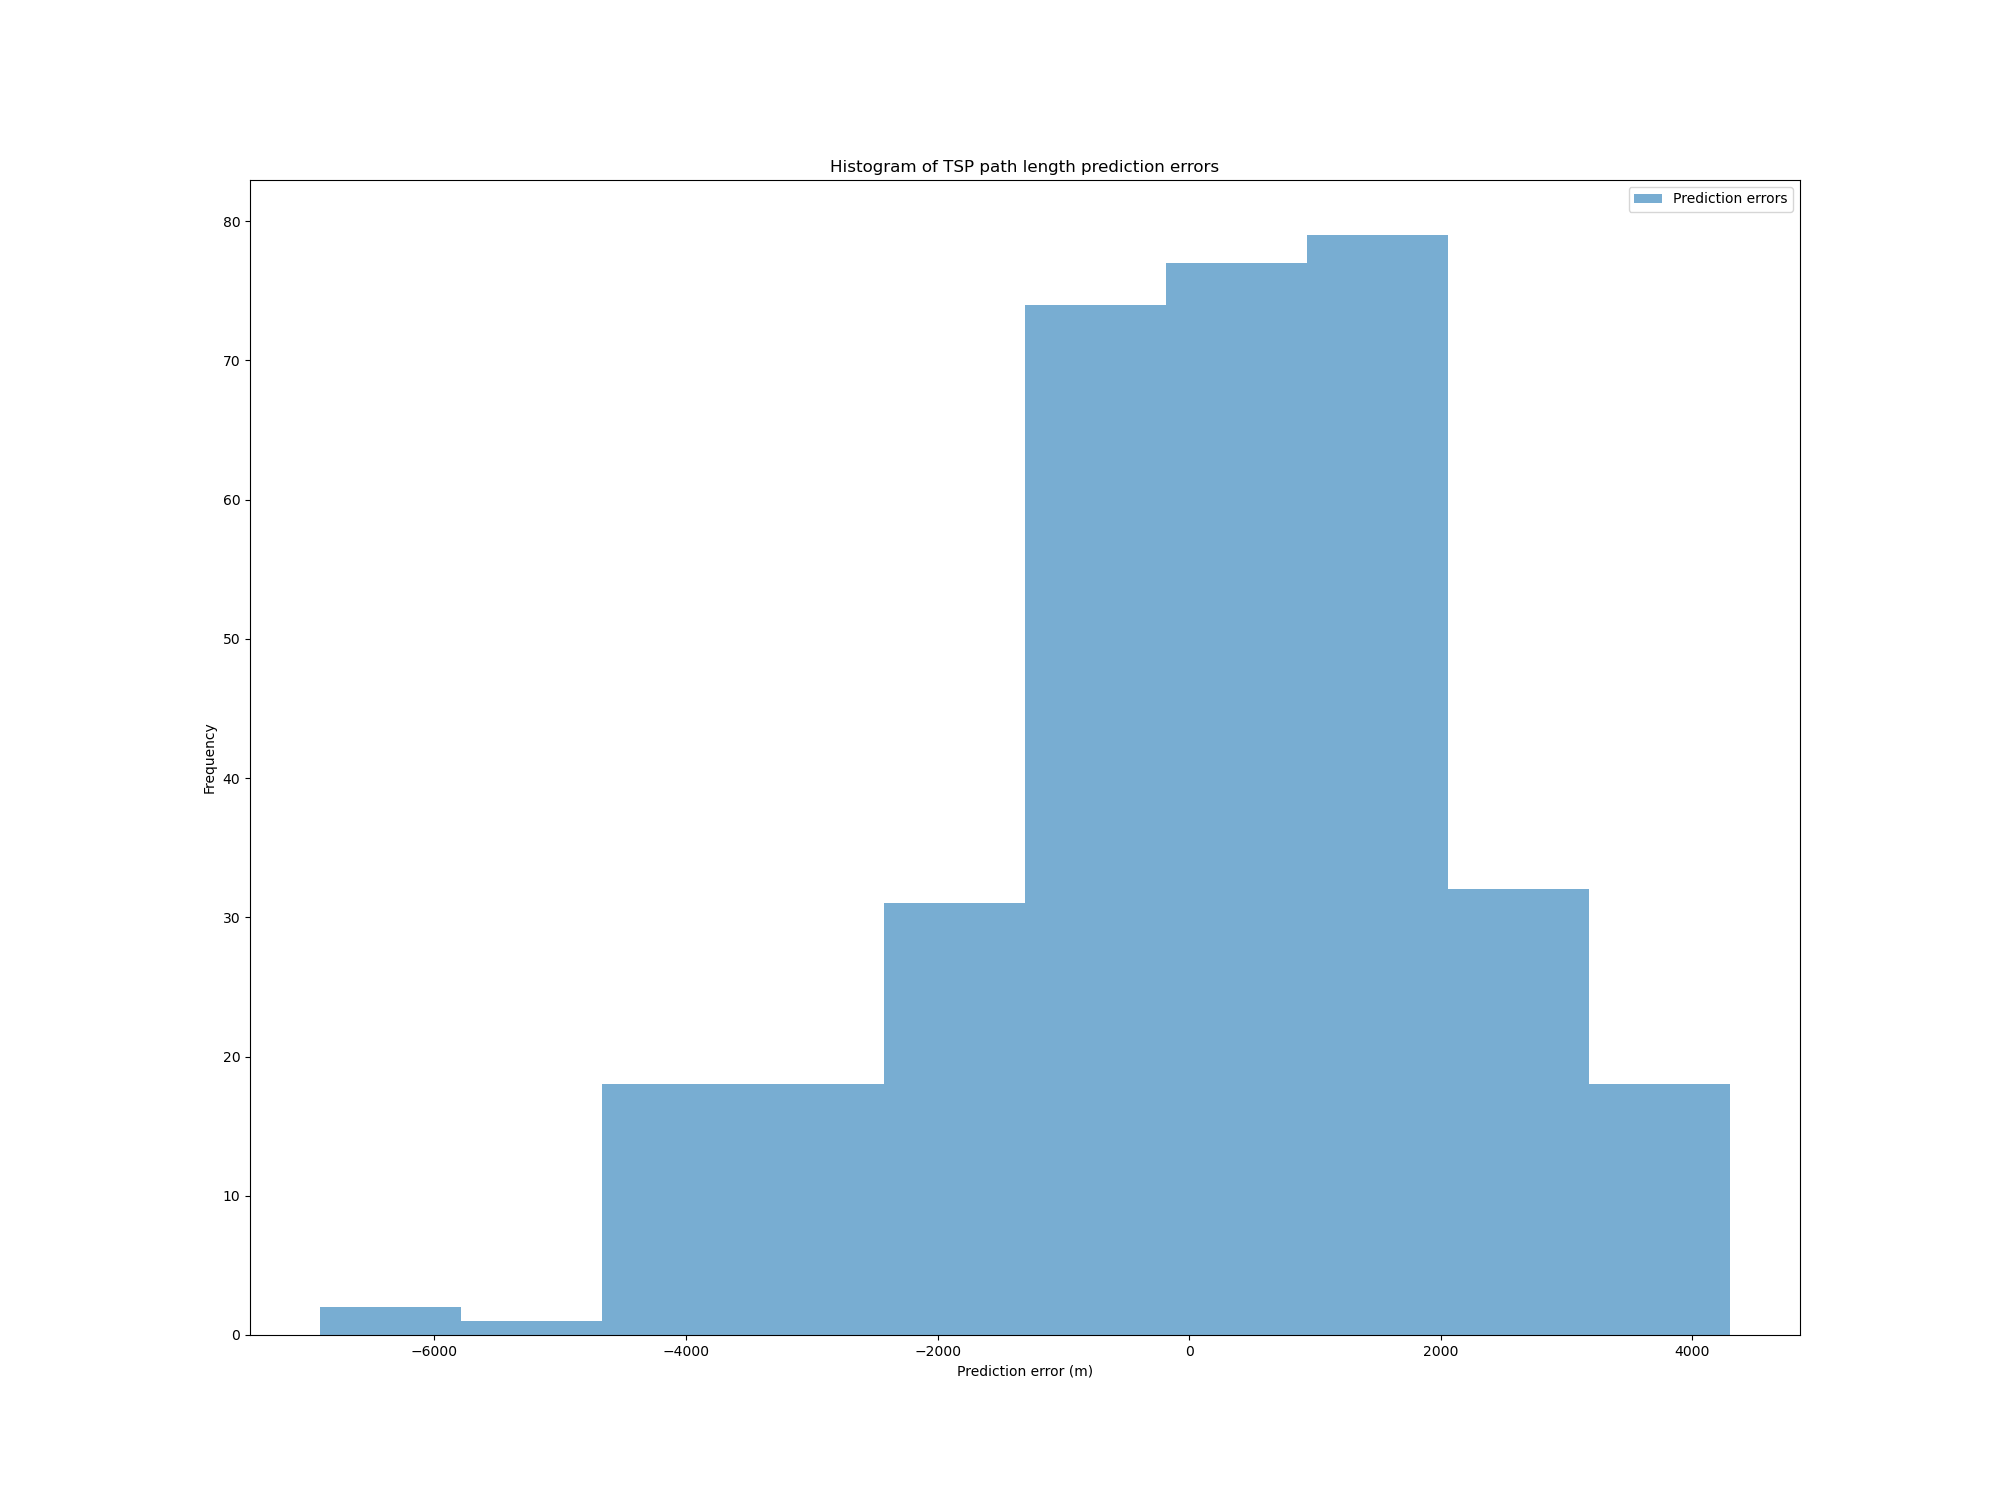 Histogram of TSP path length prediction errors
Prediction errors
80
70
60
50
40
30
20
10
0
Frequency
−6000 −4000 −2000 0 2000 4000
Prediction error (m)